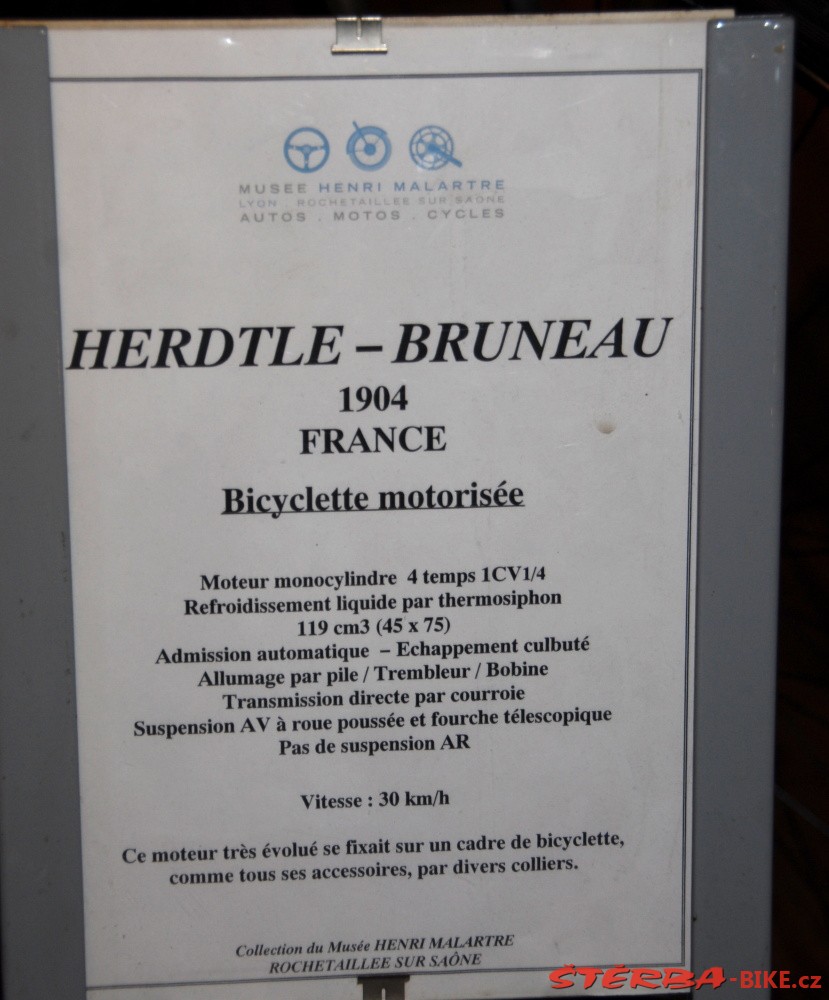 MUSEE HENRI MALARTRE
LYON . ROCHETAILLEE SUR SAONE
AUTOS . MOTOS . CYCLES
HERDTLE – BRUNEAU
1904
FRANCE
Bicyclette motorisée
Moteur monocylindre 4 temps 1CV1/4
Refroidissement liquide par thermosiphon
119 cm3 (45 x 75)
Admission automatique – Echappement culbuté
Allumage par pile / Trembleur / Bobine
Transmission directe par courroie
Suspension AV à roue poussée et fourche télescopique
Pas de suspension AR
Vitesse : 30 km/h
Ce moteur très évolué se fixait sur un cadre de bicyclette,
comme tous ses accessoires, par divers colliers.
Collection du Musée HENRI MALARTRE
ROCHETAILLEE SUR SAÔNE
ŠTĚRBA-BIKE.cz